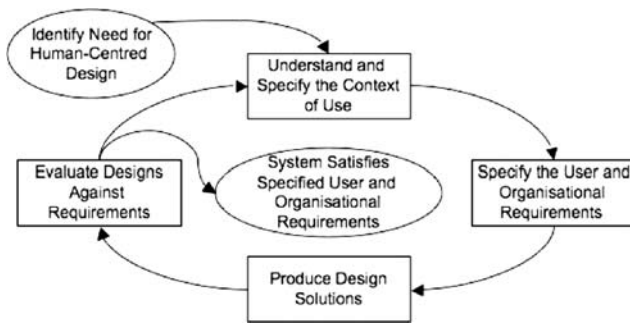 Identify Need for
Human-Centred
Design
Understand and
Specify the Context
of Use
Evaluate Designs
Against
Requirements
System Satisfies
Specified User and
Organisational
Requirements
Specify the User and
Organisational
Requirements
Produce Design
Solutions